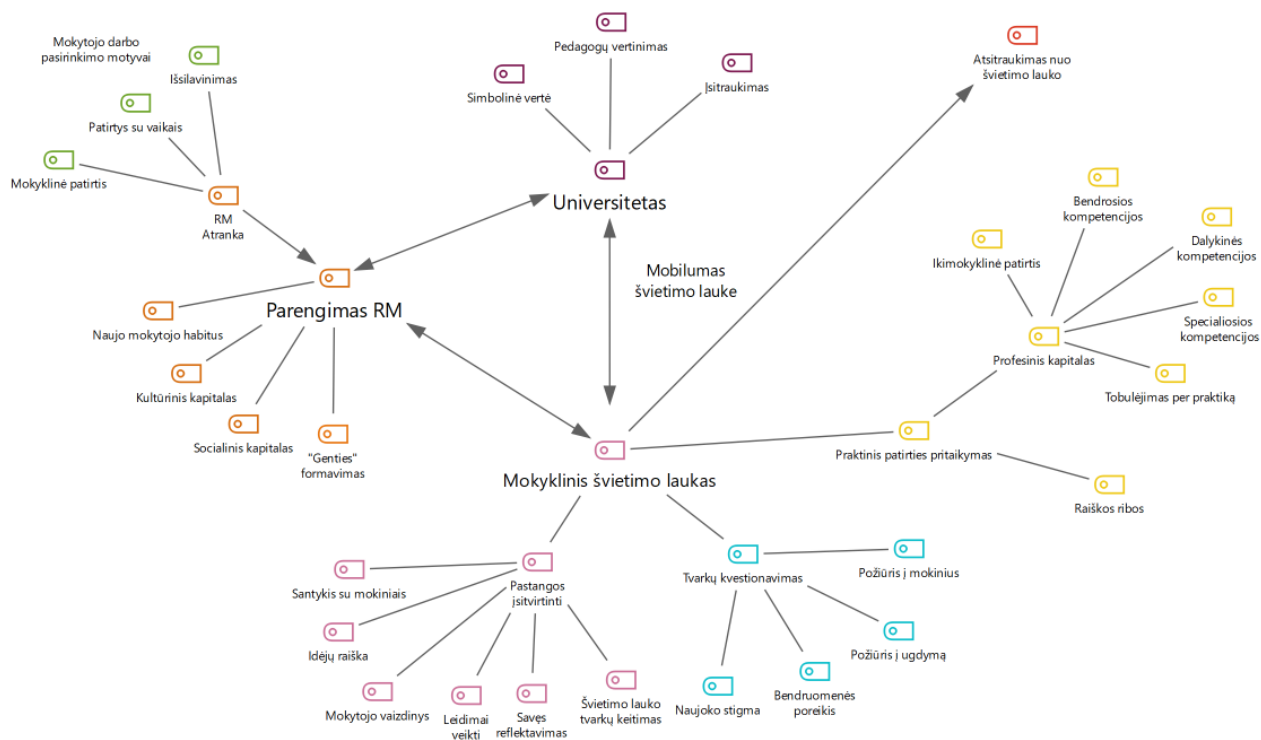 Mokytojo darbo
pasirinkimo motyvai
Išsilavinimas
Patirtys su vaikais
Mokyklinė patirtis
RM
Atranka
Pedagogų vertinimas
Simbolinė vertė
Įsitraukimas
Universitetas
Atsitraukimas nuo
švietimo lauko
Mobilumas
švietimo lauke
Parengimas RM
Naujo mokytojo habitus
Kultūrinis kapitalas
Socialinis kapitalas
"Genties"
formavimas
Bendrosios
kompetencijos
Dalykinės
kompetencijos
Ikimokyklinė patirtis
Specialiosios
kompetencijos
Profesinis kapitalas
Tobulėjimas per praktiką
Praktinis patirties pritaikymas
Raiškos ribos
Mokyklinis švietimo laukas
Pastangos
įsitvirtinti
Santykis su mokiniais
Idėjų raiška
Mokytojo vaizdinys
Leidimai
veikti
Savęs
reflektavimas
Švietimo lauko
tvarkų keitimas
Tvarkų kvestionavimas
Požiūris į mokinius
Požiūris į ugdymą
Bendruomenės
poreikis
Naujoko stigma